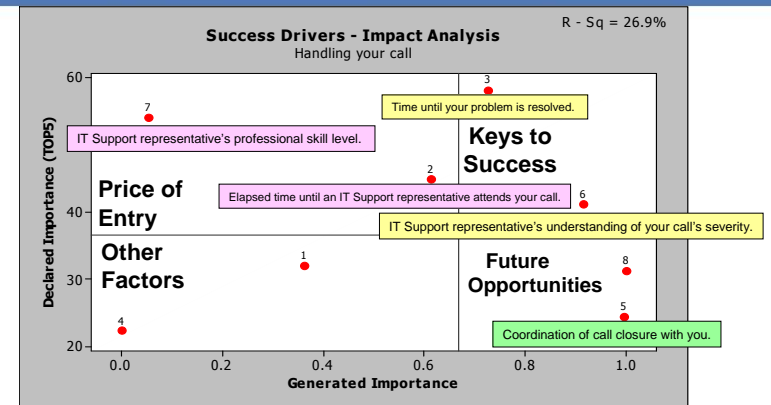 R - Sq = 26.9%
Success Drivers - Impact Analysis
Handling your call
60
3
7
Time until your problem is resolved.
IT Support representative's professional skill level.
Keys to
Success
2
Price of
Entry
Elapsed time until an IT Support representative attends your call.
6
40
IT Support representative's understanding of your call's severity.
Other
Factors
1
Future
Opportunities
8
30
4
5
Coordination of call closure with you.
20
0.0 0.2 0.4 0.6 0.8 1.0
Generated Importance
Declared Importance (TOP5)